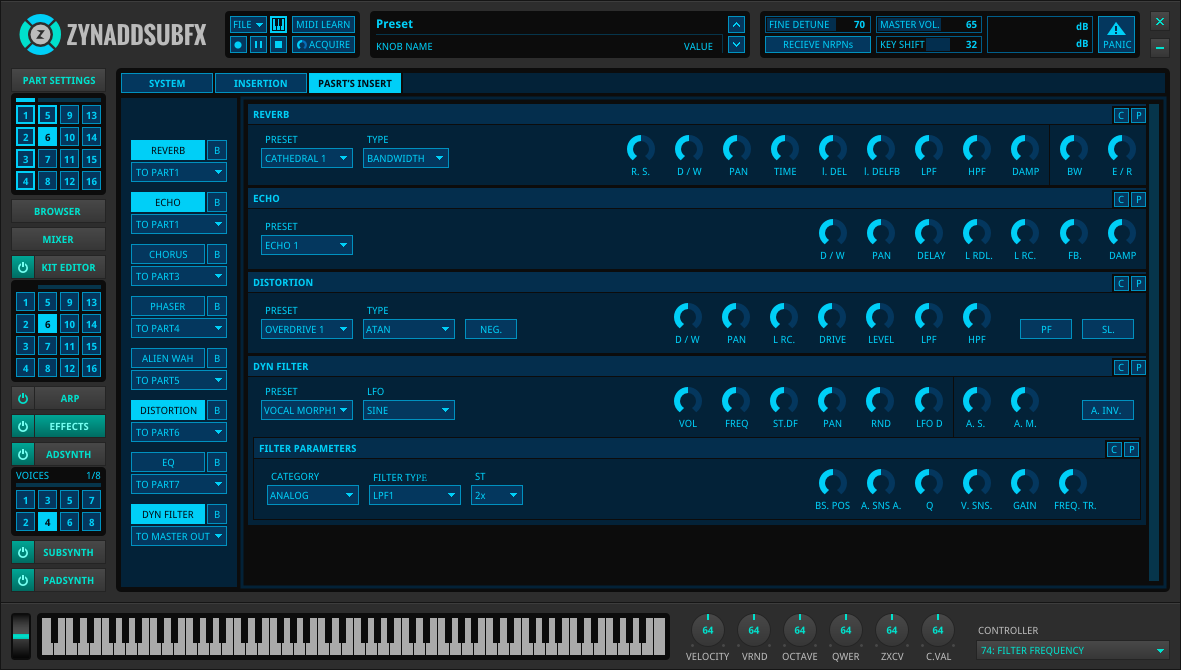 ZYNADDSUBFX
FILE MIDI LEARN
ACQUIRE
Preset
KNOB NAME VALUE
FINE DETUNE 70 MASTER VOL. 65 dB
RECIEVE NRPNs KEY SHIFT 32 dB
PANIC
PART SETTINGS
1 5 9 13
2 6 10 14
3 7 11 15
4 8 12 16
BROWSER
MIXER
KIT EDITOR
1 5 9 13
2 6 10 14
3 7 11 15
4 8 12 16
ARP
EFFECTS
ADSYNTH
VOICES 1/8
1 3 5 7
2 4 6 8
SUBSYNTH
PADSYNTH
SYSTEM INSERTION PASRT'S INSERT
REVERB B
TO PART1
ECHO B
TO PART1
CHORUS B
TO PART3
PHASER B
TO PART4
ALIEN WAH B
TO PART5
DISTORTION B
TO PART6
EQ B
TO PART7
DYN FILTER B
TO MASTER OUT
REVERB C P
PRESET TYPE
CATHEDRAL 1 BANDWIDTH
R. S. D / W PAN TIME I. DEL I. DELFB LPF HPF DAMP BW E / R
ECHO C P
PRESET
ECHO 1
D / W PAN DELAY L RDL. L RC. FB. DAMP
DISTORTION C P
PRESET TYPE
OVERDRIVE 1 ATAN NEG. PF SL.
D / W PAN L RC. DRIVE LEVEL LPF HPF
DYN FILTER C P
PRESET LFO
VOCAL MORPH1 SINE A. INV.
VOL FREQ ST.DF PAN RND LFO D A. S. A. M.
FILTER PARAMETERS C P
CATEGORY FILTER TYPE ST
ANALOG LPF1 2x
BS. POS A. SNS A. Q V. SNS. GAIN FREQ. TR.
64 64 64 64 64 64
VELOCITY VRND OCTAVE QWER ZXCV C.VAL
CONTROLLER
74: FILTER FREQUENCY